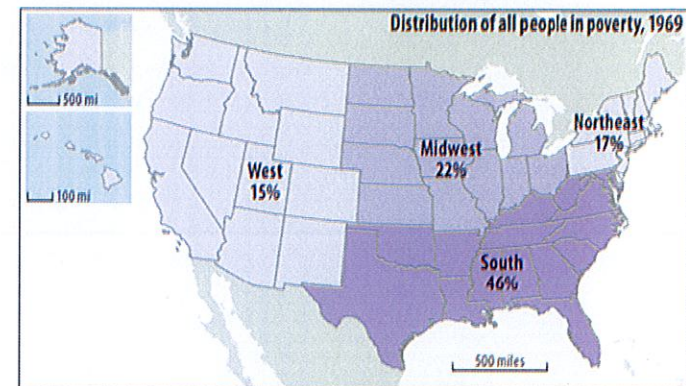 Distribution of all people in poverty, 1969
500 mi
100 mi
West
15%
Midwest
22%
Northeast
17%
South
46%
500 miles